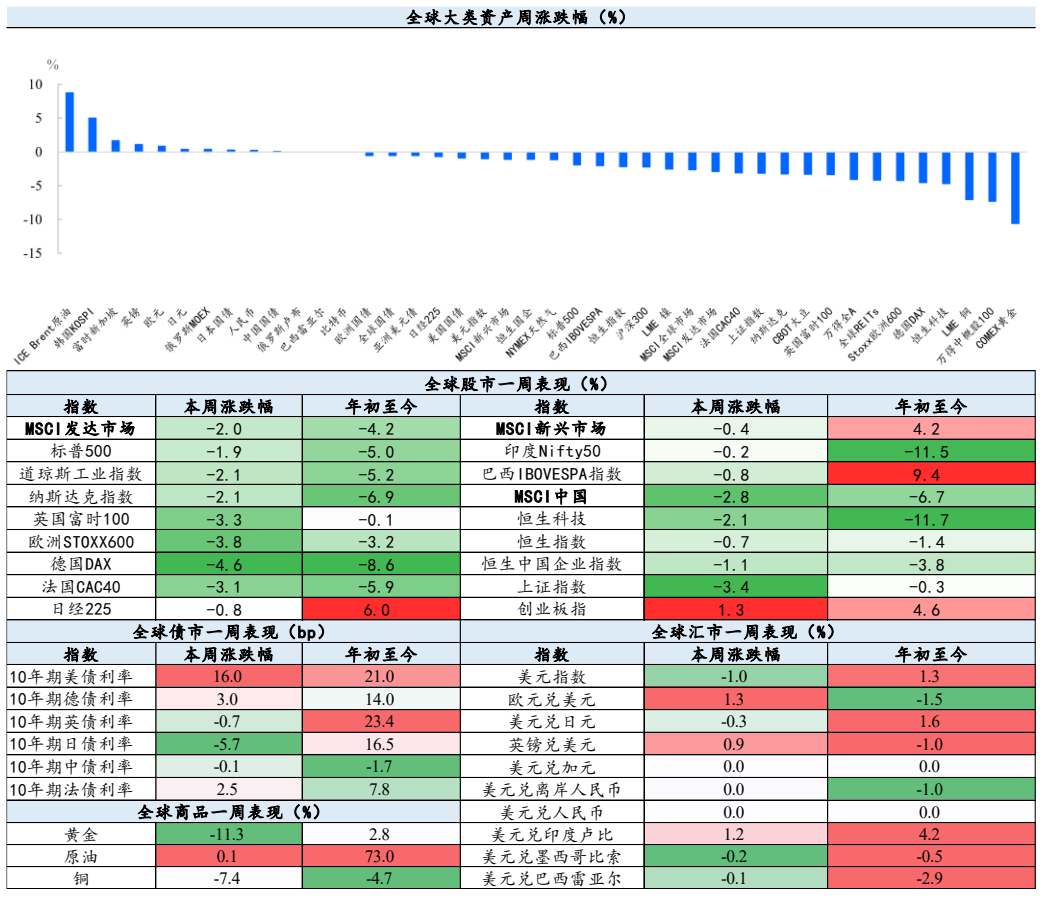 全球大类资产周涨跌幅（%）
%
10
5
0
-5
-10
-15
ICE Brent原油
韩国KOSPI
富时新加坡
英镑
欧元
日元
俄罗斯MOEX
日本国债
人民币
中国国债
俄罗斯卢布
巴西雷亚尔
比特币
欧洲国债
全球国债
亚洲美元债
日经225
美国国债
美元指数
MSCI新兴市场
恒生国企
NYMEX天然气
标普500
巴西IBOVESPA
恒生指数
沪深300
LME 镍
MSCI全球市场
MSCI发达市场
法国CAC40
上证指数
纳斯达克
CBOT大豆
英国富时100
万得全A
全球REITs
Stoxx欧洲600
德国DAX
恒生科技
LME 铜
万得中概股100
COMEX黄金
全球股市一周表现（%）
指数 本周涨跌幅 年初至今 指数 本周涨跌幅 年初至今
MSCI发达市场 -2.0 -4.2 MSCI新兴市场 -0.4 4.2
标普500 -1.9 -5.0 印度Nifty50 -0.2 -11.5
道琼斯工业指数 -2.1 -5.2 巴西IBOVESPA指数 -0.8 9.4
纳斯达克指数 -2.1 -6.9 MSCI中国 -2.8 -6.7
英国富时100 -3.3 -0.1 恒生科技 -2.1 -11.7
欧洲STOXX600 -3.8 -3.2 恒生指数 -0.7 -1.4
德国DAX -4.6 -8.6 恒生中国企业指数 -1.1 -3.8
法国CAC40 -3.1 -5.9 上证指数 -3.4 -0.3
日经225 -0.8 6.0 创业板指 1.3 4.6
全球债市一周表现（bp） 全球汇市一周表现（%）
指数 本周涨跌幅 年初至今 指数 本周涨跌幅 年初至今
10年期美债利率 16.0 21.0 美元指数 -1.0 1.3
10年期德债利率 3.0 14.0 欧元兑美元 1.3 -1.5
10年期英债利率 -0.7 23.4 美元兑日元 -0.3 1.6
10年期日债利率 -5.7 16.5 英镑兑美元 0.9 -1.0
10年期中债利率 -0.1 -1.7 美元兑加元 0.0 0.0
10年期法债利率 2.5 7.8 美元兑离岸人民币 0.0 -1.0
全球商品一周表现（%） 美元兑人民币 0.0 0.0
黄金 -11.3 2.8 美元兑印度卢比 1.2 4.2
原油 0.1 73.0 美元兑墨西哥比索 -0.2 -0.5
铜 -7.4 -4.7 美元兑巴西雷亚尔 -0.1 -2.9